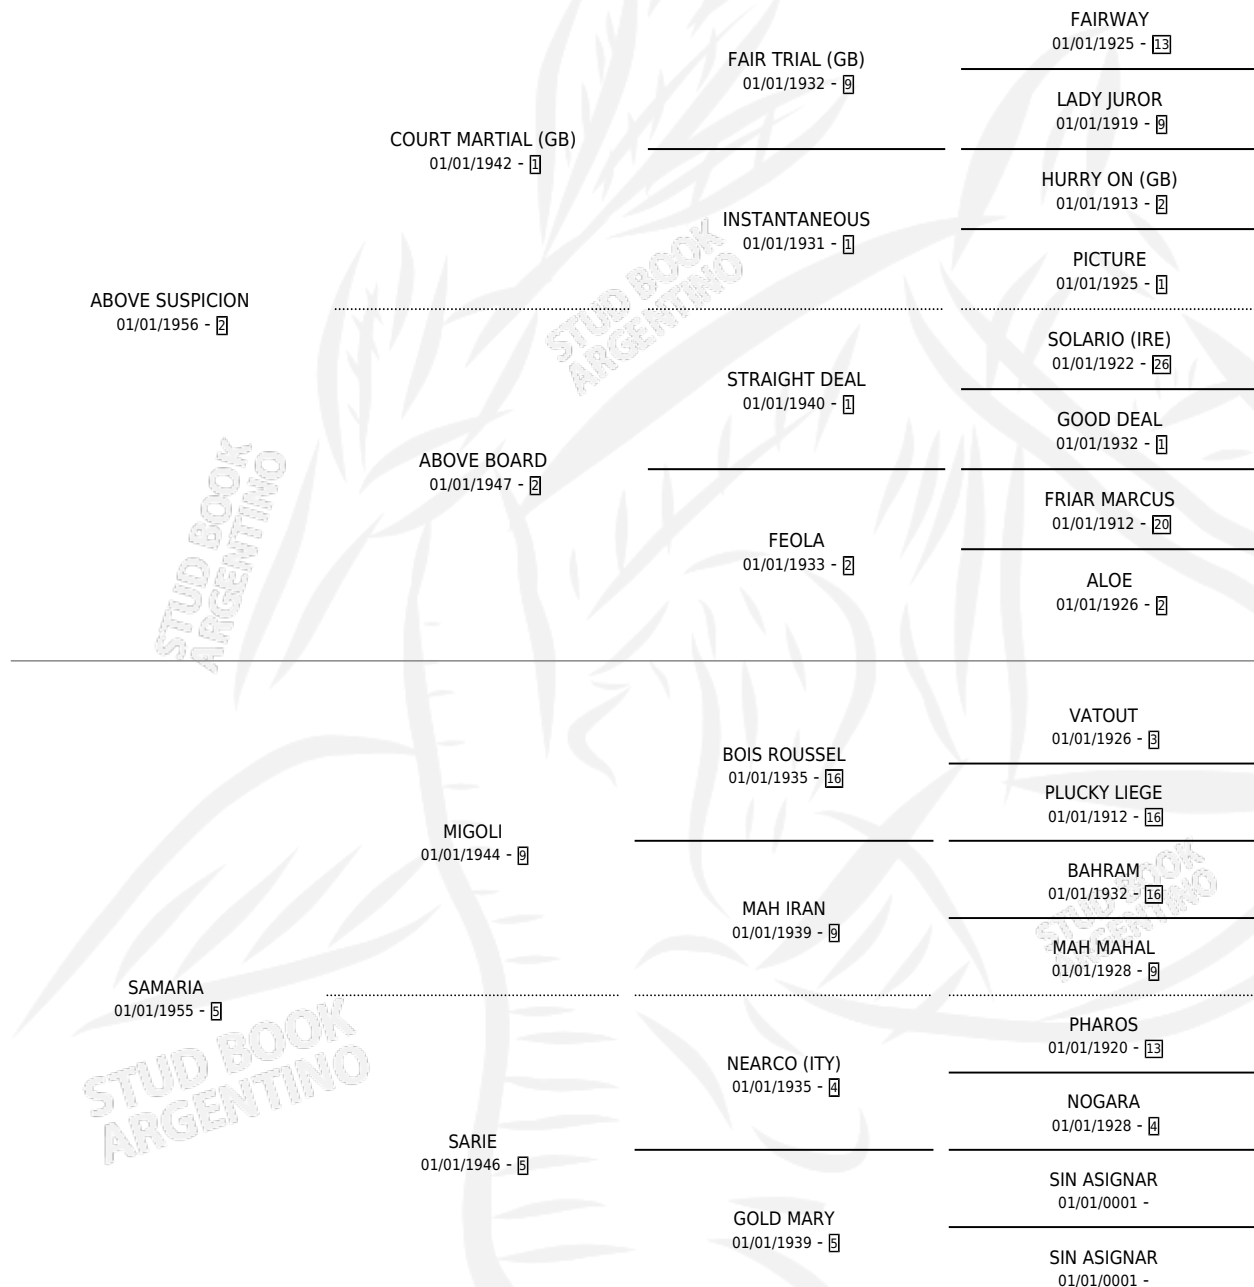 FAIRWAY
01/01/1925 - 13
FAIR TRIAL (GB)
01/01/1932 - 9
LADY JUROR
01/01/1919 - 9
COURT MARTIAL (GB)
01/01/1942 - 1
HURRY ON (GB)
01/01/1913 - 2
INSTANTANEOUS
01/01/1931 - 1
PICTURE
01/01/1925 - 1
ABOVE SUSPICION
01/01/1956 - 2
SOLARIO (IRE)
01/01/1922 - 26
STRAIGHT DEAL
01/01/1940 - 1
GOOD DEAL
01/01/1932 - 1
ABOVE BOARD
01/01/1947 - 2
FRIAR MARCUS
01/01/1912 - 20
FEOLA
01/01/1933 - 2
ALOE
01/01/1926 - 2
VATOUT
01/01/1926 - 3
BOIS ROUSSEL
01/01/1935 - 16
PLUCKY LIEGE
01/01/1912 - 16
MIGOLI
01/01/1944 - 9
BAHRAM
01/01/1932 - 16
MAH IRAN
01/01/1939 - 9
MAH MAHAL
01/01/1928 - 9
SAMARIA
01/01/1955 - 5
PHAROS
01/01/1920 - 13
NEARCO (ITY)
01/01/1935 - 4
NOGARA
01/01/1928 - 4
SARIE
01/01/1946 - 5
SIN ASIGNAR
01/01/0001 -
GOLD MARY
01/01/1939 - 5
SIN ASIGNAR
01/01/0001 -
STUD BOOK
ARGENTINO
STUD BOOK
ARGENTINO
STUD BOOK
ARGENTINO
STUD BOOK
ARGENTINO